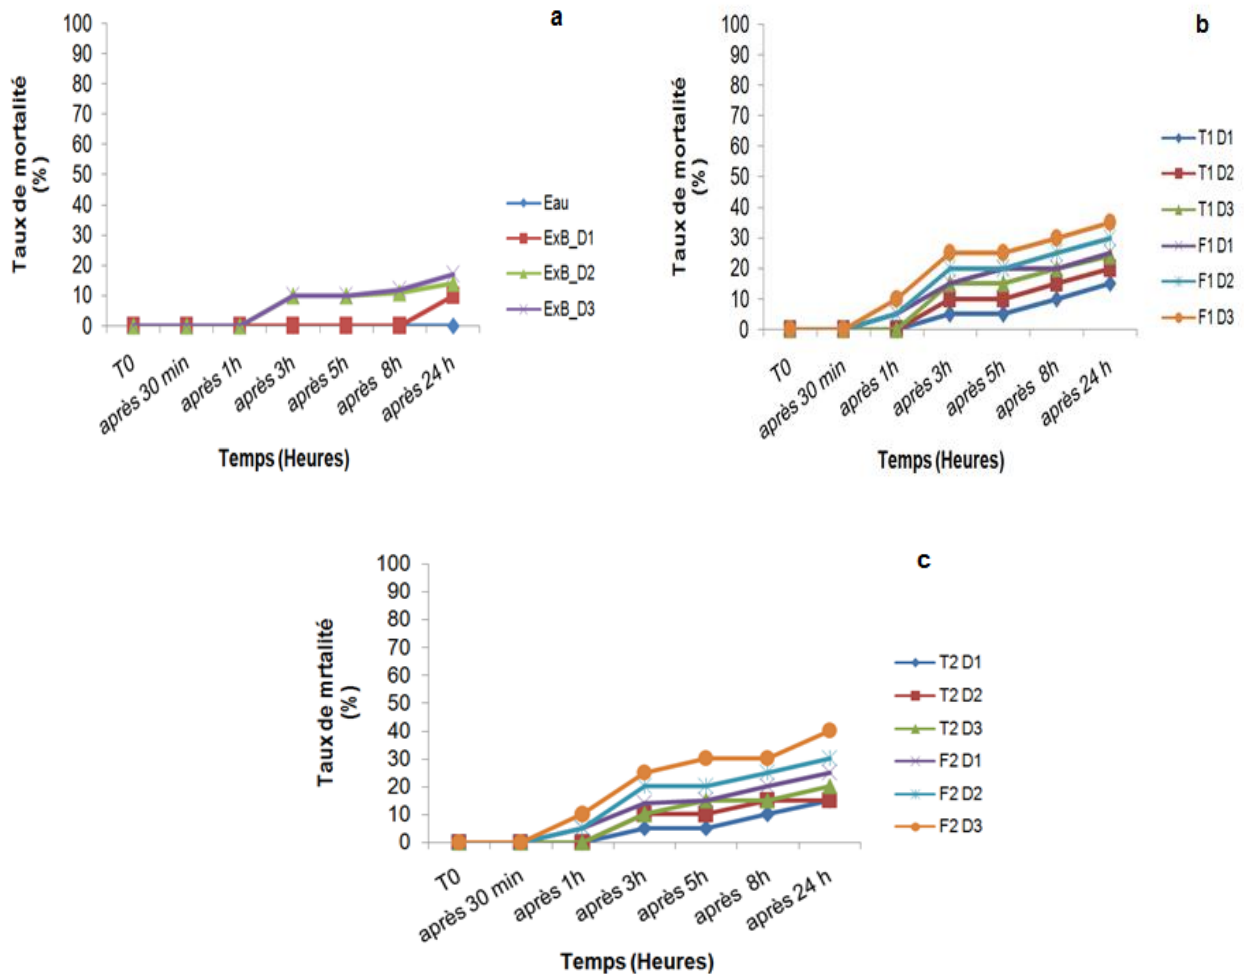 a
100
90
80
70
60
50
40
30
20
10
0
Taux de mortalité
(%)
T0
après 30 min
après 1h
après 3h
après 5h
après 8h
après 24 h
Temps (Heures)
Eau
ExB_D1
ExB_D2
ExB_D3
b
100
90
80
70
60
50
40
30
20
10
0
Taux de mortalité
(%)
T0
après 30 min
après 1h
après 3h
après 5h
après 8h
après 24 h
Temps (Heures)
T1 D1
T1 D2
T1 D3
F1 D1
F1 D2
F1 D3
c
100
90
80
70
60
50
40
30
20
10
0
Taux de mrtalité
(%)
T0
après 30 min
après 1h
après 3h
après 5h
après 8h
après 24 h
Temps (Heures)
T2 D1
T2 D2
T2 D3
F2 D1
F2 D2
F2 D3